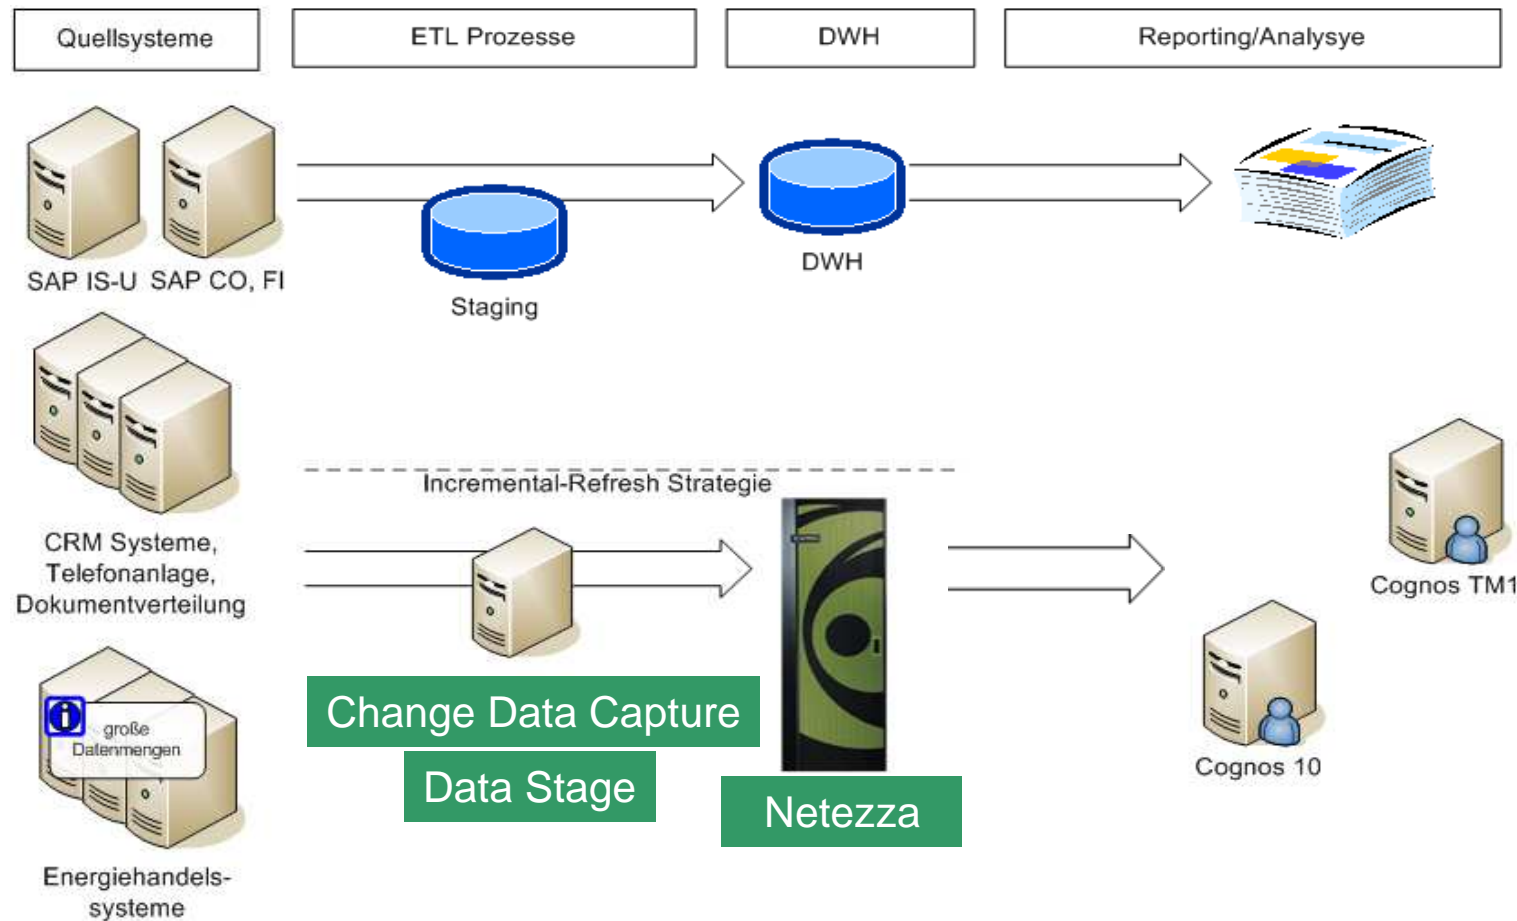 Quellsysteme
ETL Prozesse
DWH
Reporting/Analysye
SAP IS-U
SAP CO, FI
Staging
DWH
CRM Systeme,
Telefonanlage,
Dokumentverteilung
Incremental-Refresh Strategie
Change Data Capture
Data Stage
Netezza
Cognos TM1
Cognos 10
große
Datenmengen
Energiehandels-
systeme